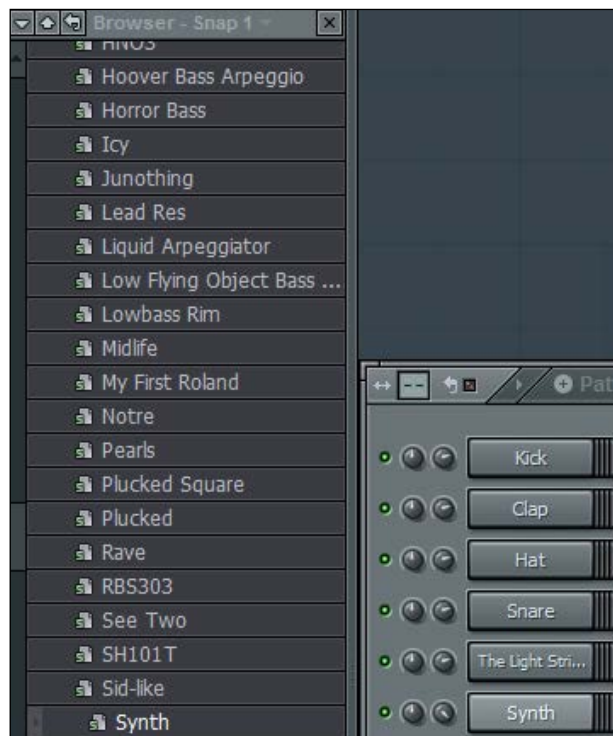 Browser - Snap 1
HNO3
Hoover Bass Arpeggio
Horror Bass
Icy
Junothing
Lead Res
Liquid Arpeggiator
Low Flying Object Bass ...
Lowbass Rim
Midlife
My First Roland
Notre
Pearls
Plucked Square
Plucked
Rave
RBS303
See Two
SH101T
Sid-like
Synth
Pat
Kick
Clap
Hat
Snare
The Light Stri...
Synth